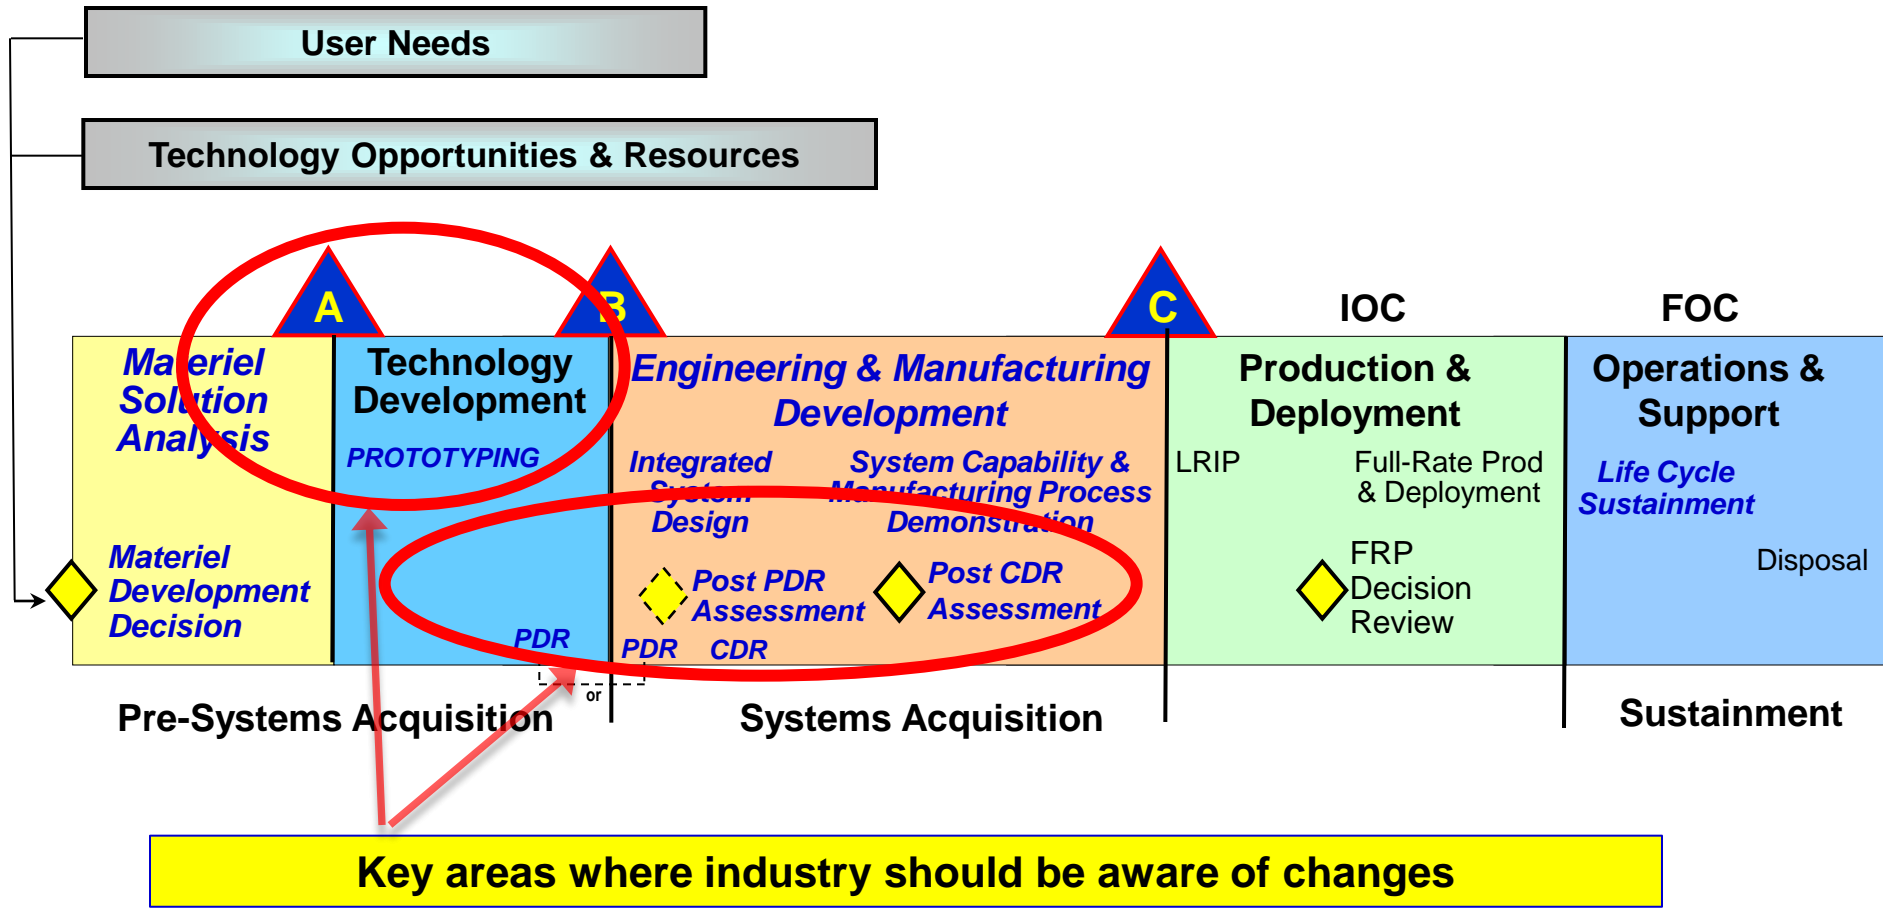 User Needs
Technology Opportunities & Resources
A
B
C
IOC
FOC
Materiel
Solution
Analysis
Technology
Development
PROTOTYPING
Engineering & Manufacturing
Development
Integrated
System
Design
System Capability &
Manufacturing Process
Demonstration
Production &
Deployment
LRIP
Full-Rate Prod
& Deployment
Operations &
Support
Life Cycle
Sustainment
Disposal
Materiel
Development
Decision
PDR
or
PDR
CDR
Post PDR
Assessment
Post CDR
Assessment
FRP
Decision
Review
Pre-Systems Acquisition
Systems Acquisition
Sustainment
Key areas where industry should be aware of changes